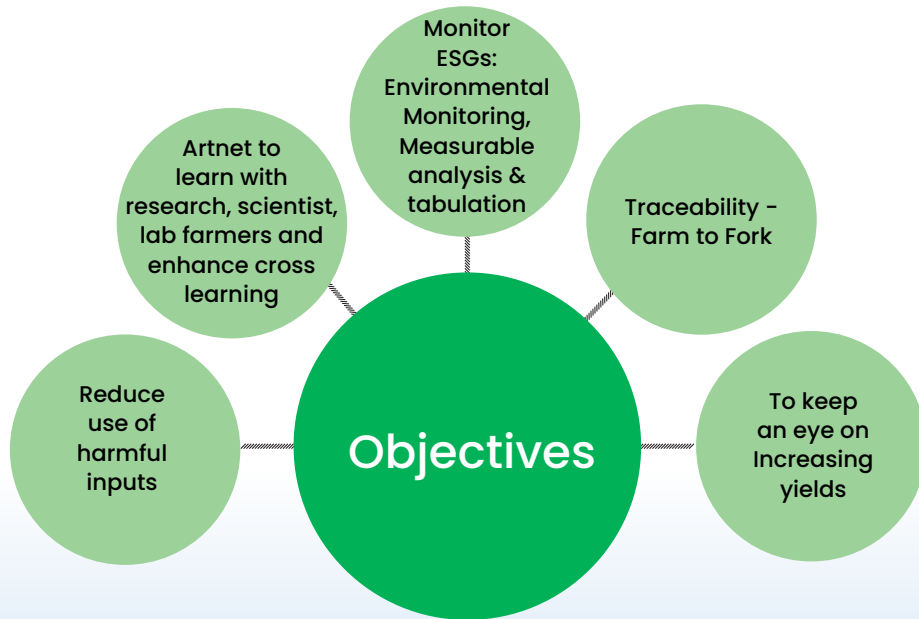 Monitor
ESGs:
Environmental
Monitoring,
Measurable
analysis &
tabulation
Artnet to
learn with
research, scientist,
lab farmers and
enhance cross
learning
Traceability -
Farm to Fork
Reduce
use of
harmful
inputs
Objectives
To keep
an eye on
Increasing
yields